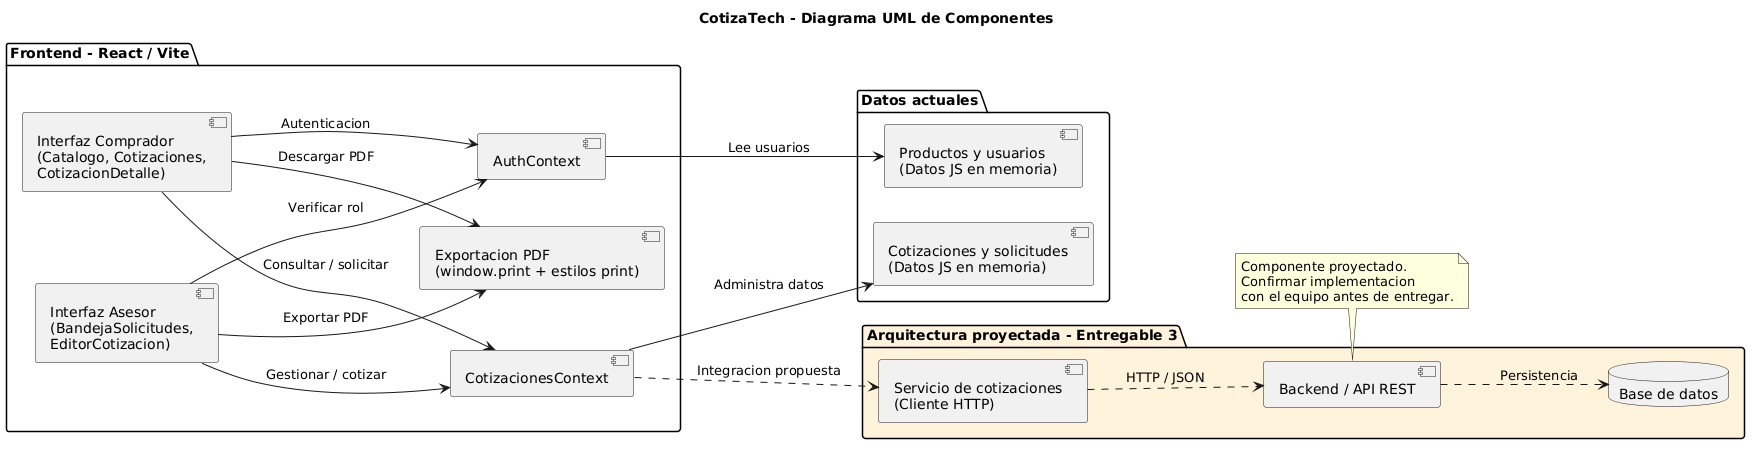 CotizaTech - Diagrama UML de Componentes
Frontend - React / Vite
Interfaz Comprador
(Catalogo, Cotizaciones,
CotizacionDetalle)
Autenticacion
Descargar PDF
AuthContext
Verificar rol
Exportacion PDF
(window.print + estilos print)
Consultar / solicitar
Interfaz Asesor
(BandejaSolicitudes,
EditorCotizacion)
Exportar PDF
Gestionar / cotizar
CotizacionesContext
Lee usuarios
Administra datos
Integracion propuesta
Datos actuales
Productos y usuarios
(Datos JS en memoria)
Cotizaciones y solicitudes
(Datos JS en memoria)
Componente proyectado.
Confirmar implementacion
con el equipo antes de entregar.
Arquitectura proyectada - Entregable 3
Servicio de cotizaciones
(Cliente HTTP)
HTTP / JSON
Backend / API REST
Persistencia
Base de datos